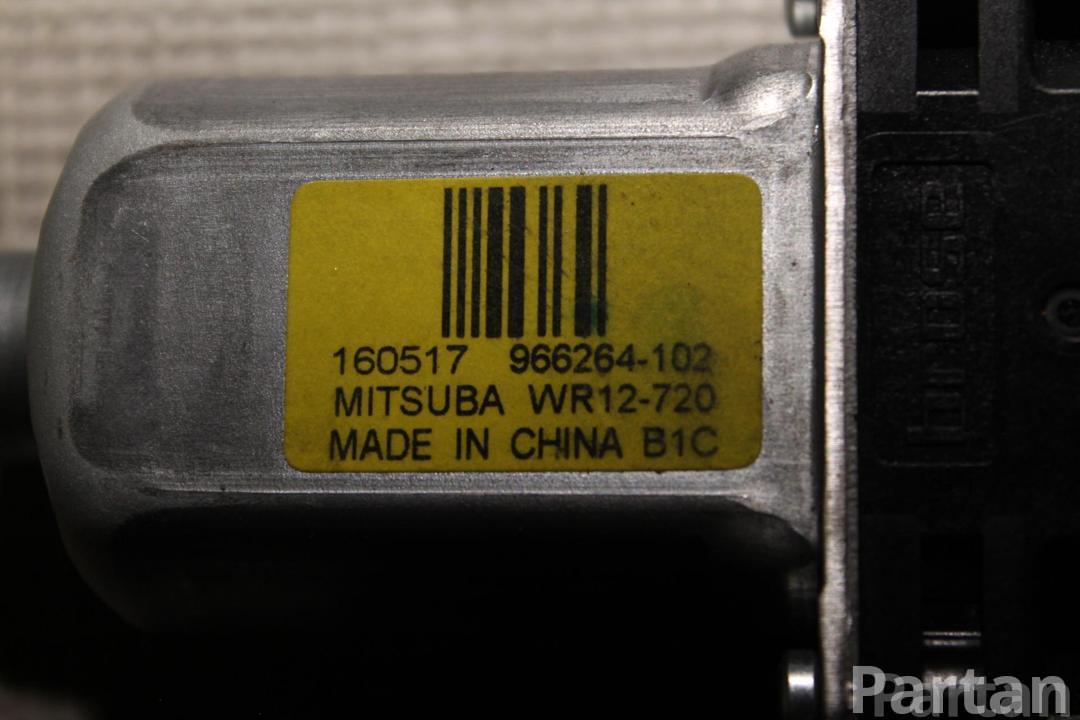 160517 966264-102
MITSUBA WR12-720
MADE IN CHINA B1C
Partan